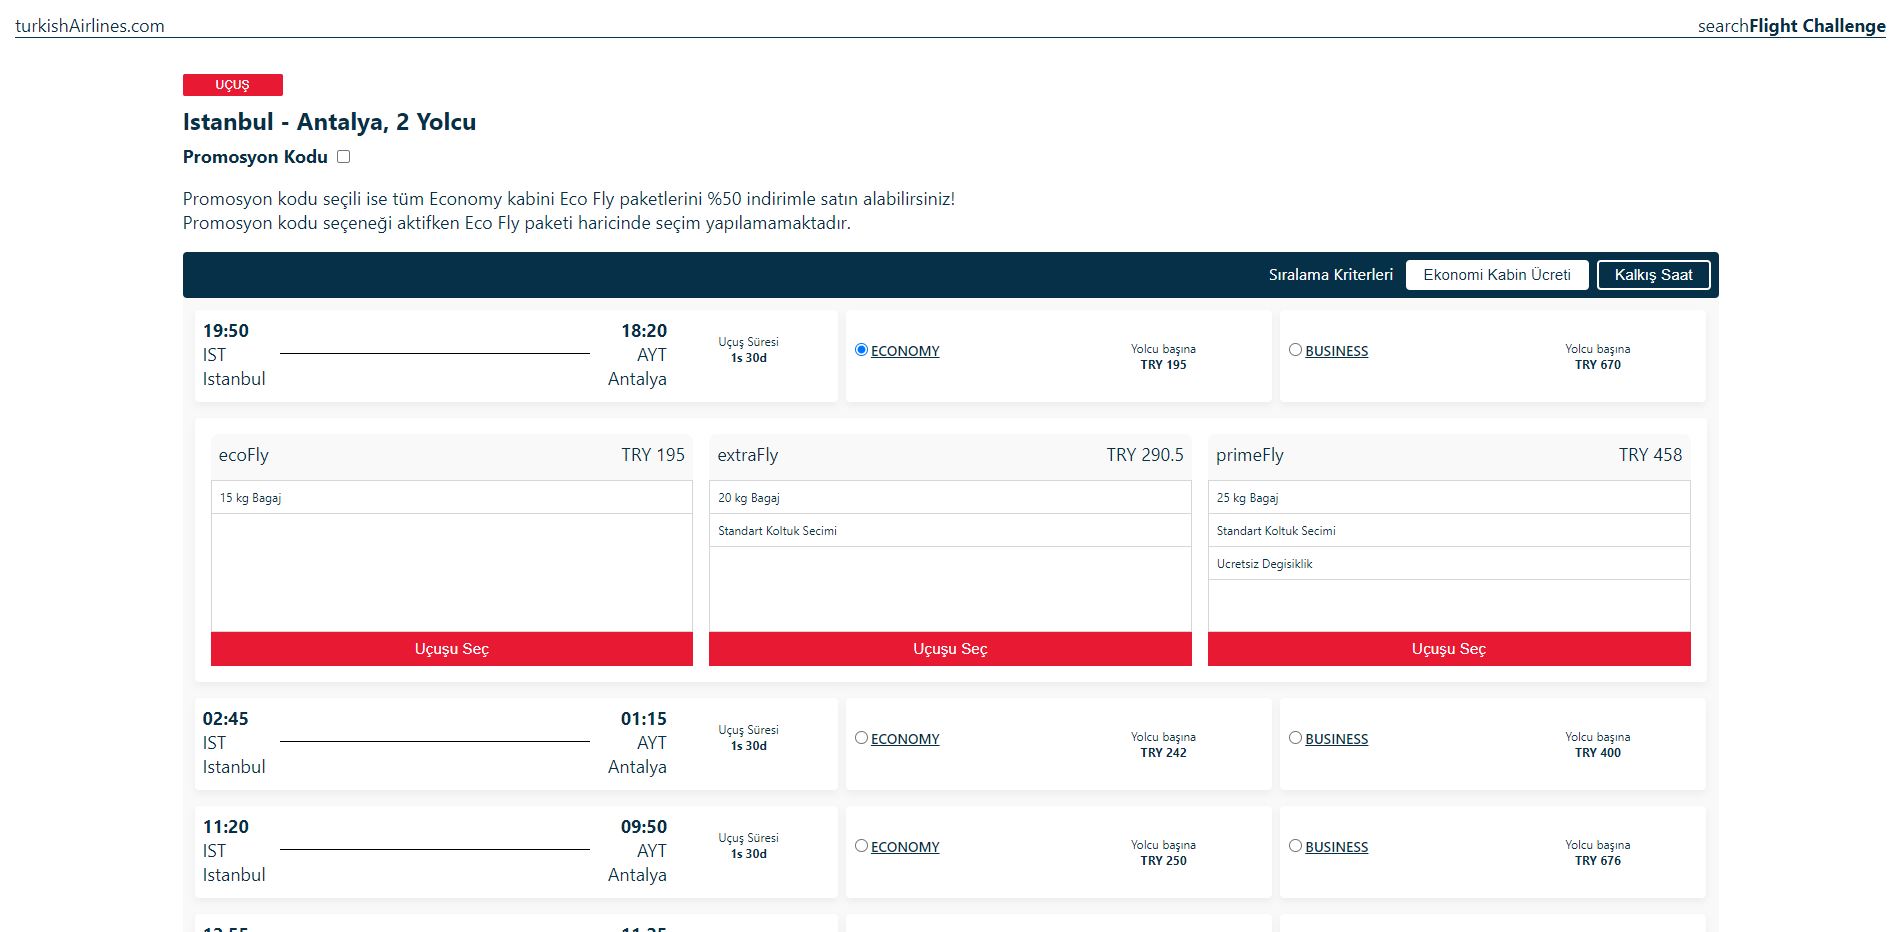 turkishAirlines.com
searchFlight Challenge
UÇUŞ
Istanbul - Antalya, 2 Yolcu
Promosyon Kodu
Promosyon kodu seçili ise tüm Economy kabini Eco Fly paketlerini %50 indirimle satın alabilirsiniz!
Promosyon kodu seçeneği aktifken Eco Fly paketi haricinde seçim yapılamamaktadır.
Sıralama Kriterleri Ekonomi Kabin Ücreti Kalkış Saat
19:50 18:20
IST AYT
Istanbul Antalya
Uçuş Süresi
1s 30d
ECONOMY
Yolcu başına
TRY 195
BUSINESS
Yolcu başına
TRY 670
ecoFly TRY 195
15 kg Bagaj
Uçuşu Seç
extraFly TRY 290.5
20 kg Bagaj
Standart Koltuk Secimi
Uçuşu Seç
primeFly TRY 458
25 kg Bagaj
Standart Koltuk Secimi
Ucretsiz Degisiklik
Uçuşu Seç
02:45 01:15
IST AYT
Istanbul Antalya
Uçuş Süresi
1s 30d
ECONOMY
Yolcu başına
TRY 242
BUSINESS
Yolcu başına
TRY 400
11:20 09:50
IST AYT
Istanbul Antalya
Uçuş Süresi
1s 30d
ECONOMY
Yolcu başına
TRY 250
BUSINESS
Yolcu başına
TRY 676